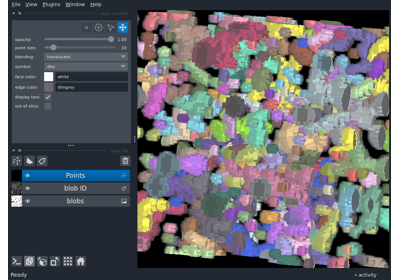 File View Plugins Window Help
opacity: 1.00
point size: 10
blending: translucent
symbol: disc
face color: white
edge color: dimgrey
display text:
out of slice:
Points
blob ID
blobs
Ready
activity